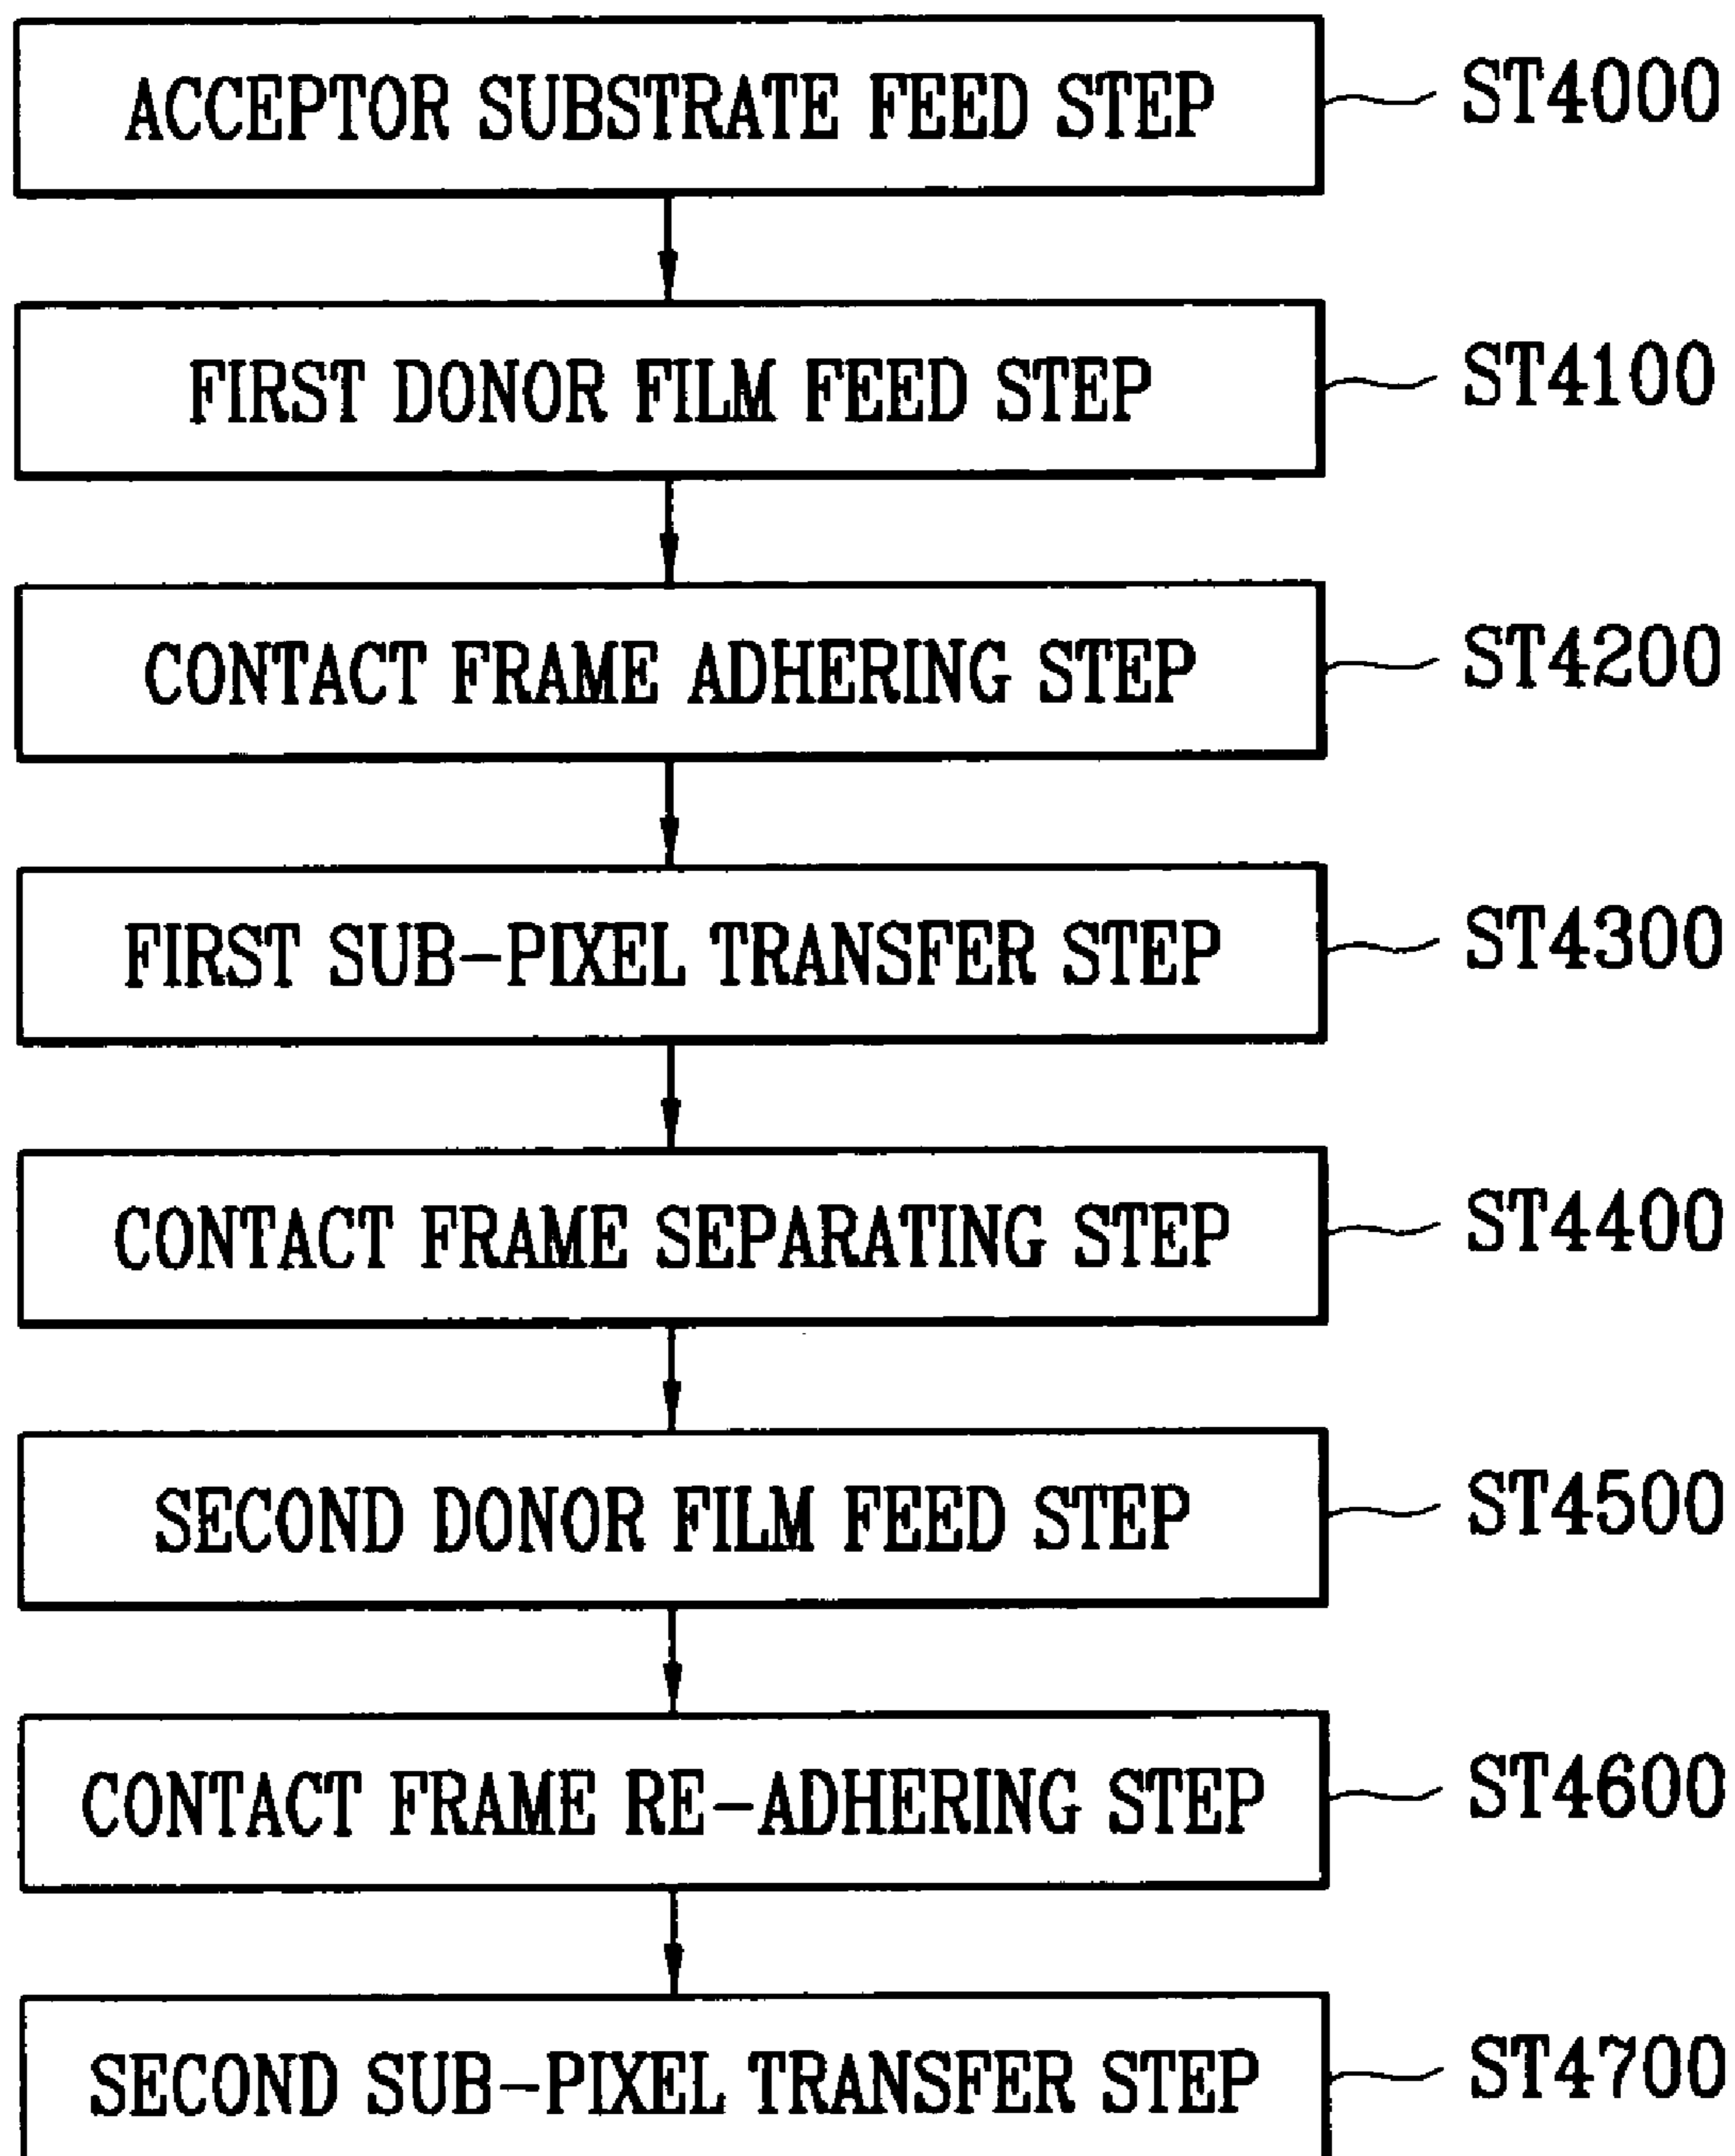 ACCEPTOR SUBSTRATE FEED STEP ST4000
FIRST DONOR FILM FEED STEP ST4100
CONTACT FRAME ADHERING STEP ST4200
FIRST SUB-PIXEL TRANSFER STEP ST4300
CONTACT FRAME SEPARATING STEP ST4400
SECOND DONOR FILM FEED STEP ST4500
CONTACT FRAME RE-ADHERING STEP ST4600
SECOND SUB-PIXEL TRANSFER STEP ST4700